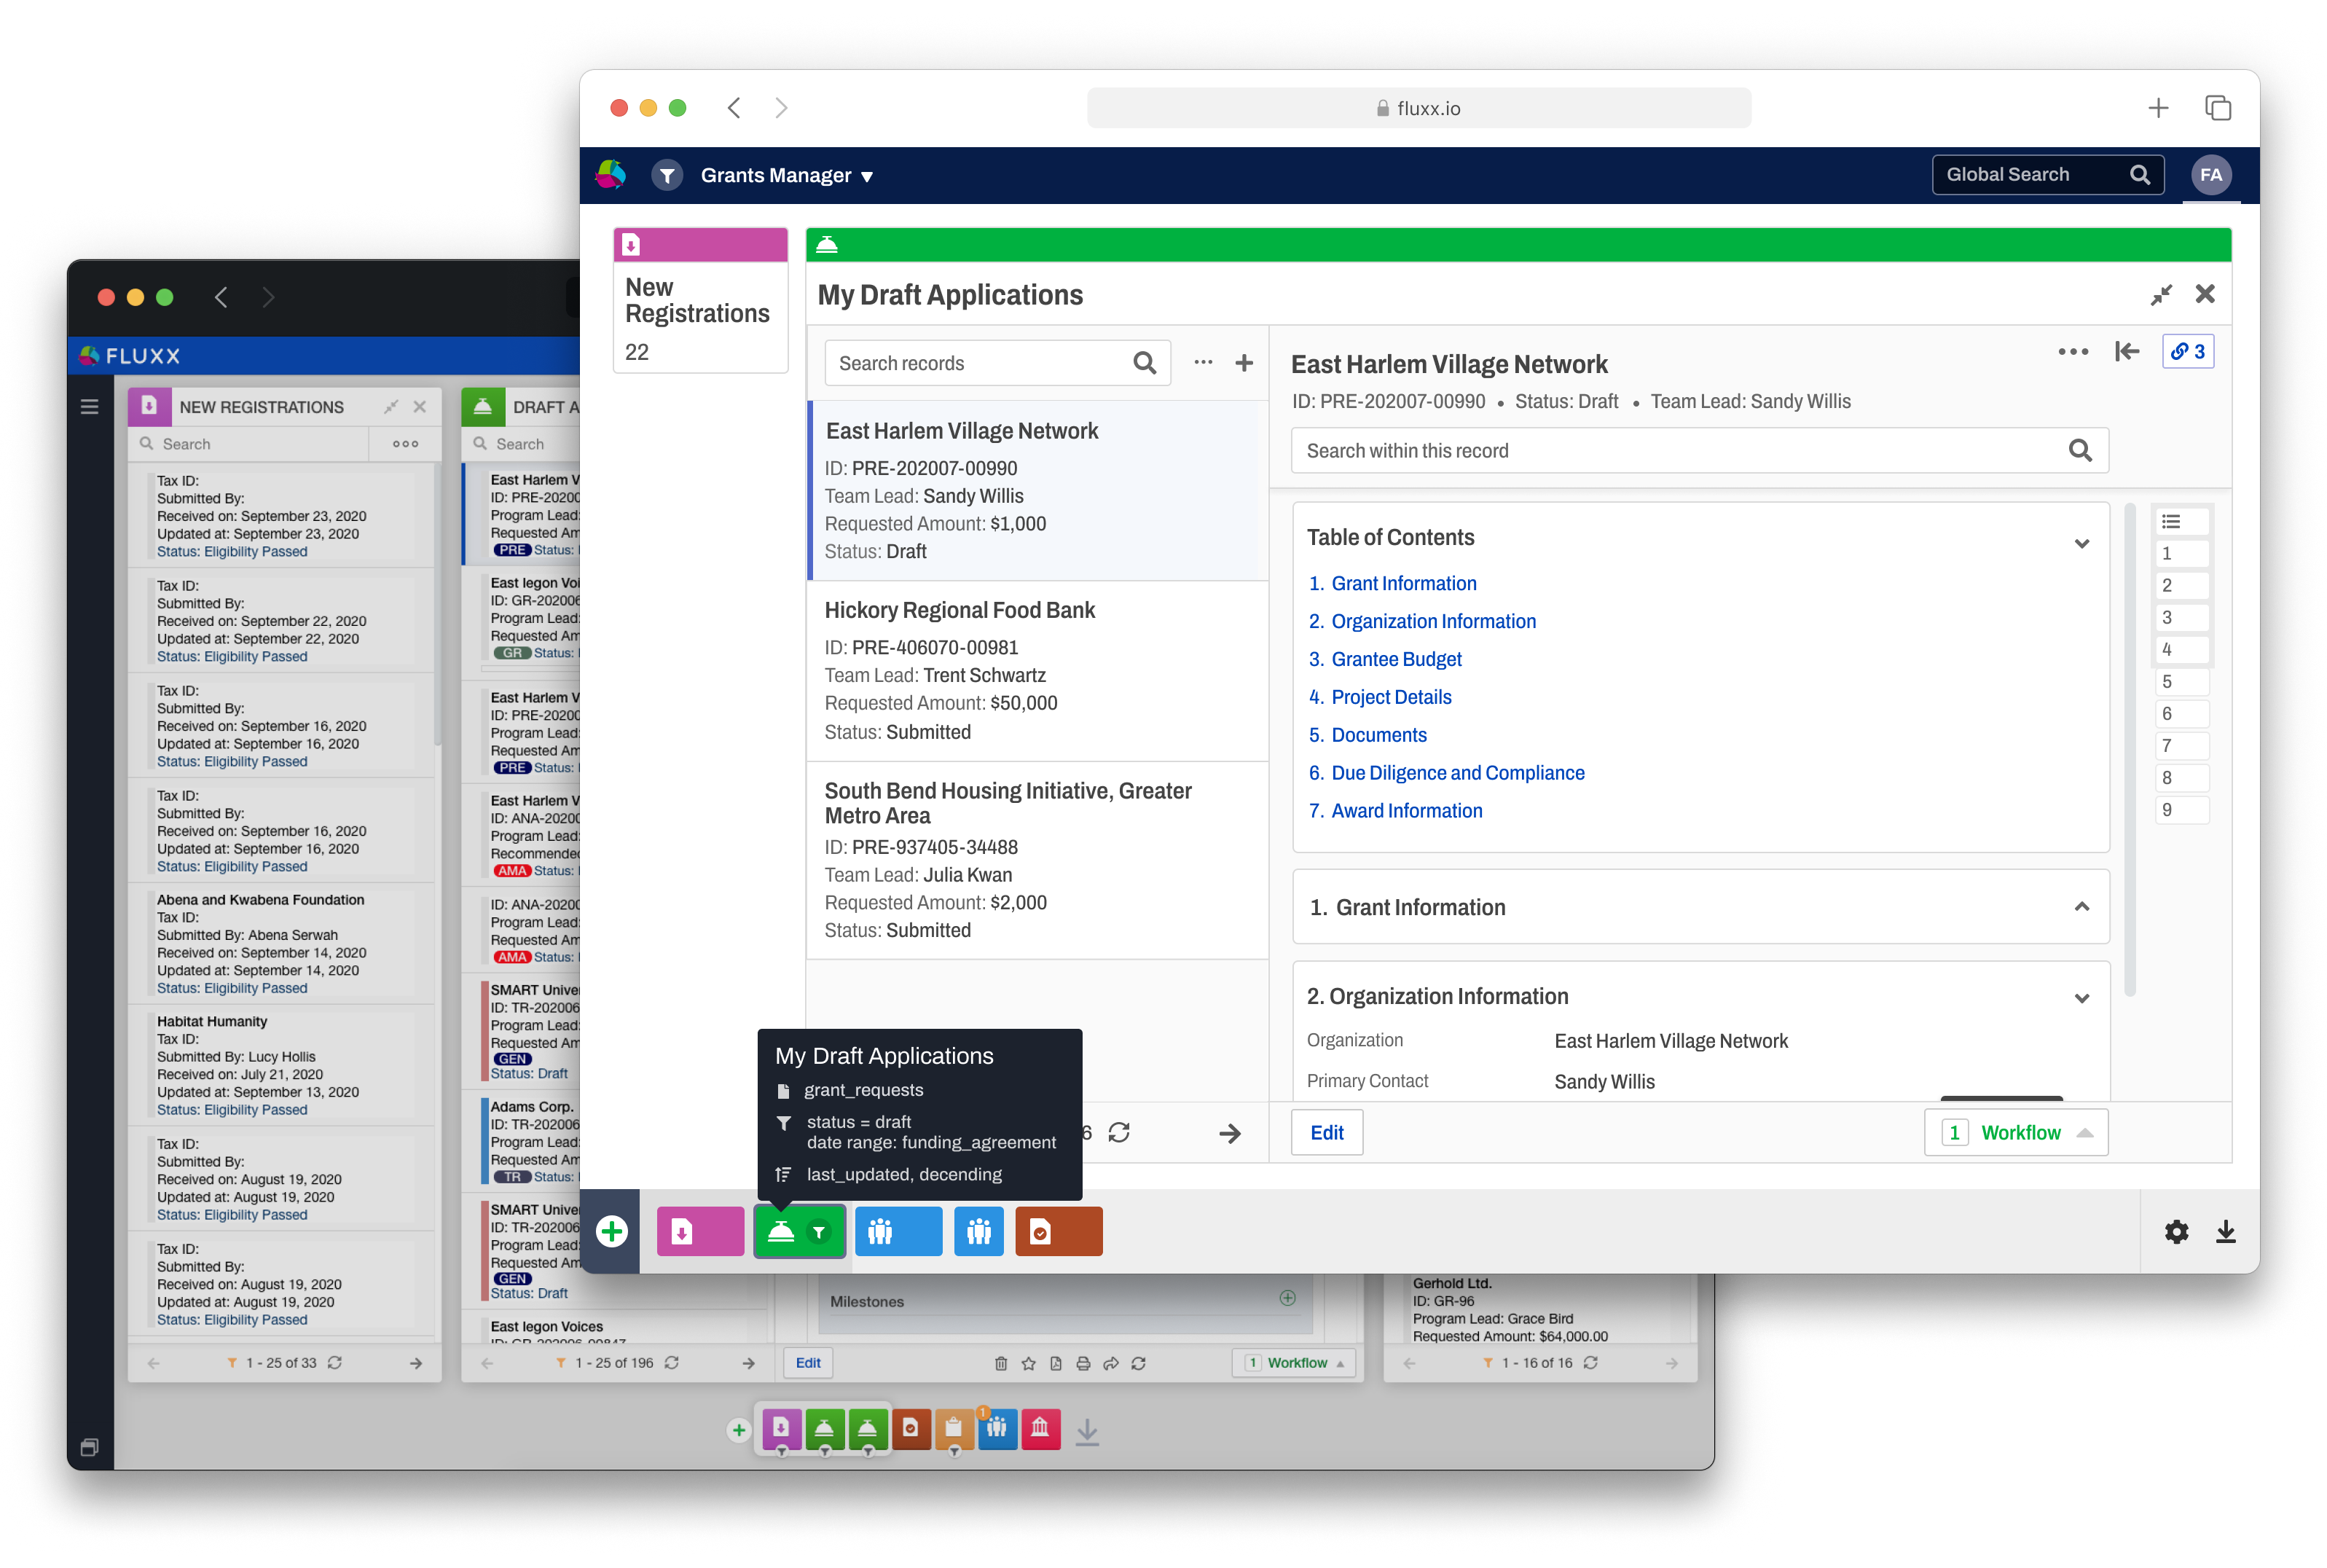 fluxx.io
Grants Manager
Global Search
FA
New
Registrations
22
My Draft Applications
Search records
East Harlem Village Network
ID: PRE-202007-00990
Team Lead: Sandy Willis
Requested Amount: $1,000
Status: Draft
Hickory Regional Food Bank
ID: PRE-406070-00981
Team Lead: Trent Schwartz
Requested Amount: $50,000
Status: Submitted
South Bend Housing Initiative, Greater
Metro Area
ID: PRE-937405-34488
Team Lead: Julia Kwan
Requested Amount: $2,000
Status: Submitted
6
East Harlem Village Network
3
ID: PRE-202007-00990 • Status: Draft • Team Lead: Sandy Willis
Search within this record
Table of Contents
1. Grant Information
2. Organization Information
3. Grantee Budget
4. Project Details
5. Documents
6. Due Diligence and Compliance
7. Award Information
1
2
3
4
5
6
7
8
9
1. Grant Information
2. Organization Information
Organization East Harlem Village Network
Primary Contact Sandy Willis
Edit
1 Workflow
My Draft Applications
grant_requests
status = draft
date range: funding_agreement
last_updated, decending
FLUXX
NEW REGISTRATIONS
Search
Tax ID:
Submitted By:
Received on: September 23, 2020
Updated at: September 23, 2020
Status: Eligibility Passed
Tax ID:
Submitted By:
Received on: September 22, 2020
Updated at: September 22, 2020
Status: Eligibility Passed
Tax ID:
Submitted By:
Received on: September 16, 2020
Updated at: September 16, 2020
Status: Eligibility Passed
Tax ID:
Submitted By:
Received on: September 16, 2020
Updated at: September 16, 2020
Status: Eligibility Passed
Abena and Kwabena Foundation
Tax ID:
Submitted By: Abena Serwah
Received on: September 14, 2020
Updated at: September 14, 2020
Status: Eligibility Passed
Habitat Humanity
Tax ID:
Submitted By: Lucy Hollis
Received on: July 21, 2020
Updated at: September 13, 2020
Status: Eligibility Passed
Tax ID:
Submitted By:
Received on: August 19, 2020
Updated at: August 19, 2020
Status: Eligibility Passed
Tax ID:
Submitted By:
Received on: August 19, 2020
Updated at: August 19, 2020
Status: Eligibility Passed
1 - 25 of 33
DRAFT A
Search
East Harlem V
ID: PRE-20200
Program Lead:
Requested Am
PRE Status:
East legon Voi
ID: GR-202006
Program Lead:
Requested Am
GR Status:
East Harlem V
ID: PRE-20200
Program Lead:
Requested Am
PRE Status:
East Harlem V
ID: ANA-20200
Program Lead:
Recommended
AMA Status:
ID: ANA-20200
Program Lead:
Requested Am
AMA Status:
SMART Unive
ID: TR-202006
Program Lead:
Requested Am
GEN
Status: Draft
Adams Corp.
ID: TR-202006
Program Lead:
Requested Am
TR Status:
SMART Unive
ID: TR-202006
Program Lead:
Requested Am
GEN
Status: Draft
East legon Voices
1 - 25 of 196
Milestones
Edit
1 Workflow
Gerhold Ltd.
ID: GR-96
Program Lead: Grace Bird
Requested Amount: $64,000.00
1 - 16 of 16
1